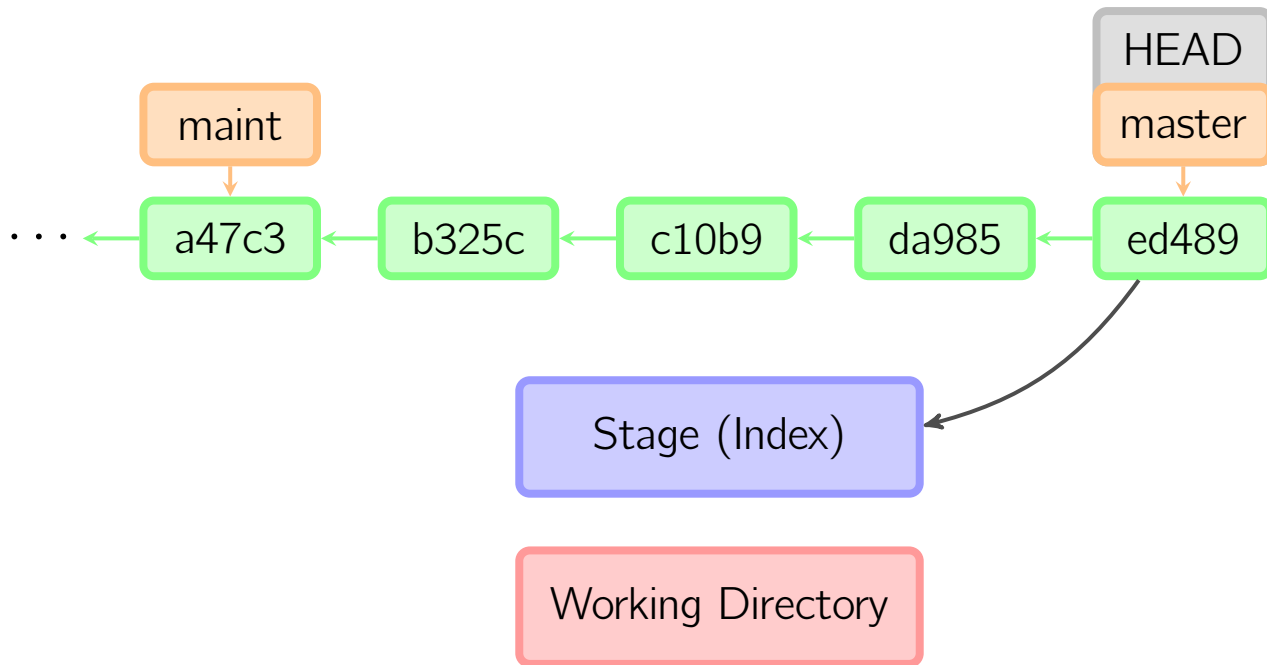 HEAD
maint
master
· · ·
a47c3
b325c
c10b9
da985
ed489
Stage (Index)
Working Directory